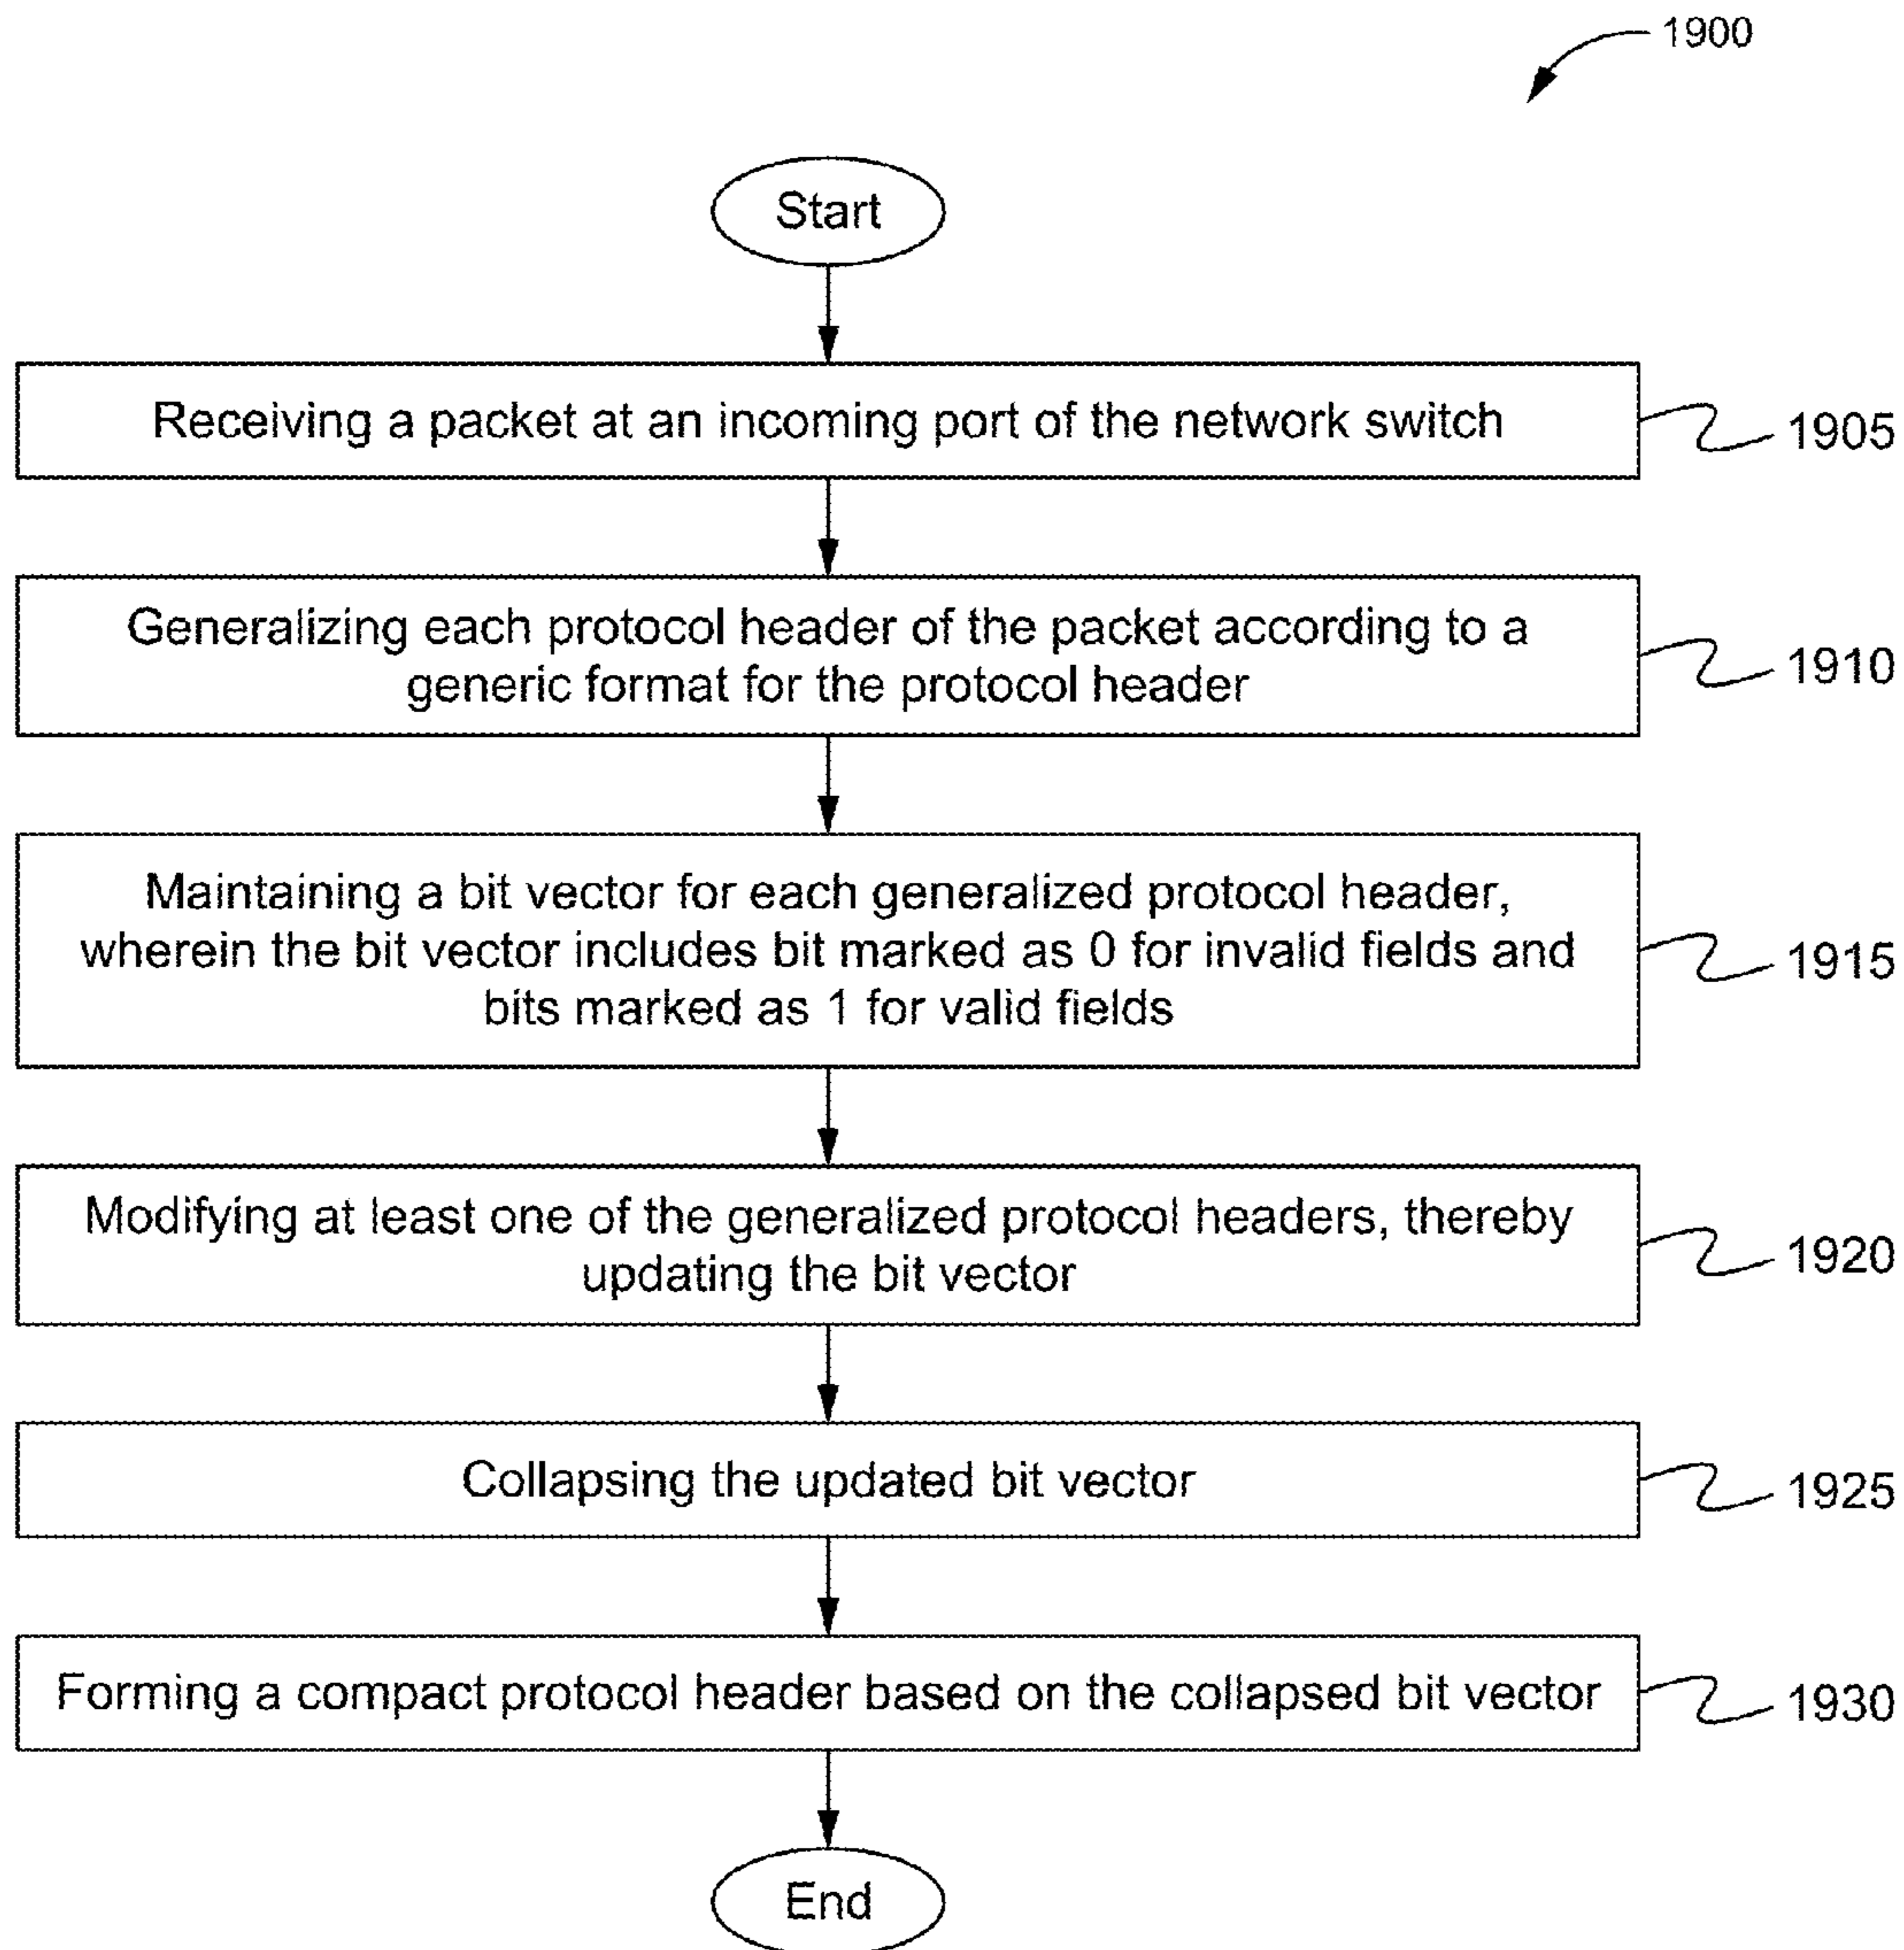 1900
Start
Receiving a packet at an incoming port of the network switch
1905
Generalizing each protocol header of the packet according to a
generic format for the protocol header
1910
Maintaining a bit vector for each generalized protocol header,
wherein the bit vector includes bit marked as 0 for invalid fields and
bits marked as 1 for valid fields
1915
Modifying at least one of the generalized protocol headers, thereby
updating the bit vector
1920
Collapsing the updated bit vector
1925
Forming a compact protocol header based on the collapsed bit vector
1930
End